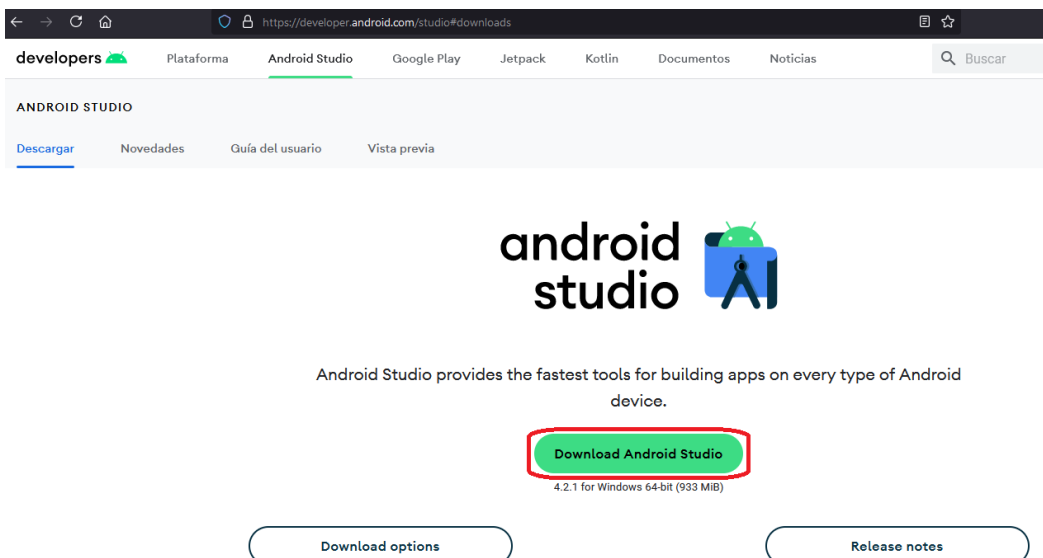 https://developer.android.com/studio#downloads
developers Plataforma Android Studio Google Play Jetpack Kotlin Documentos Noticias Buscar
ANDROID STUDIO
Descargar Novedades Guía del usuario Vista previa
android
studio
Android Studio provides the fastest tools for building apps on every type of Android
device.
Download Android Studio
4.2.1 for Windows 64-bit (933 MiB)
Download options Release notes